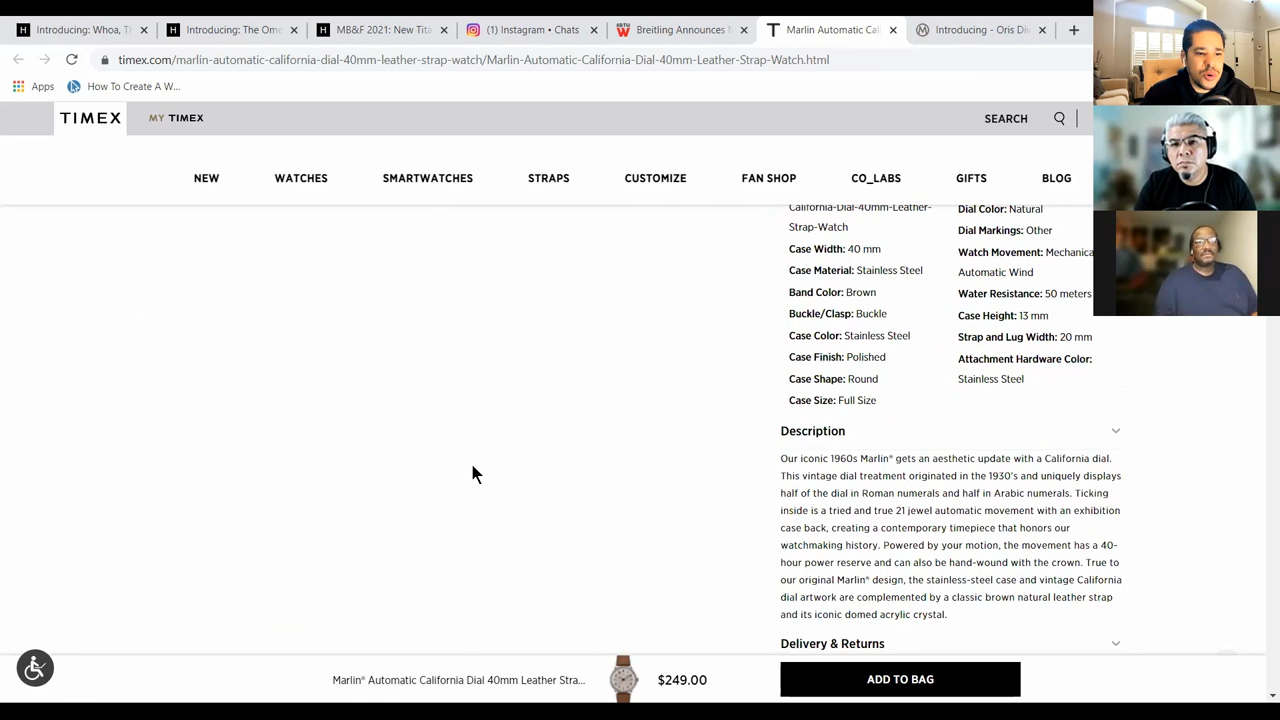 Introducing: Whoa, Th
Introducing: The Ome
MB&F 2021: New Tita
(1) Instagram • Chats
Breitling Announces
Marlin Automatic Cal
Introducing - Oris Div
timex.com/marlin-automatic-california-dial-40mm-leather-strap-watch/Marlin-Automatic-California-Dial-40mm-Leather-Strap-Watch.html
Apps
How To Create A W...
TIMEX
MY TIMEX
SEARCH
NEW
WATCHES
SMARTWATCHES
STRAPS
CUSTOMIZE
FAN SHOP
CO_LABS
GIFTS
BLOG
California-Dial-40mm-Leather-
Strap-Watch
Case Width: 40 mm
Case Material: Stainless Steel
Band Color: Brown
Buckle/Clasp: Buckle
Case Color: Stainless Steel
Case Finish: Polished
Case Shape: Round
Case Size: Full Size
Dial Color: Natural
Dial Markings: Other
Watch Movement: Mechanica
Automatic Wind
Water Resistance: 50 meters
Case Height: 13 mm
Strap and Lug Width: 20 mm
Attachment Hardware Color:
Stainless Steel
Description
Our iconic 1960s Marlin® gets an aesthetic update with a California dial.
This vintage dial treatment originated in the 1930's and uniquely displays
half of the dial in Roman numerals and half in Arabic numerals. Ticking
inside is a tried and true 21 jewel automatic movement with an exhibition
case back, creating a contemporary timepiece that honors our
watchmaking history. Powered by your motion, the movement has a 40-
hour power reserve and can also be hand-wound with the crown. True to
our original Marlin® design, the stainless-steel case and vintage California
dial artwork are complemented by a classic brown natural leather strap
and its iconic domed acrylic crystal.
Delivery & Returns
Marlin® Automatic California Dial 40mm Leather Stra...
$249.00
ADD TO BAG